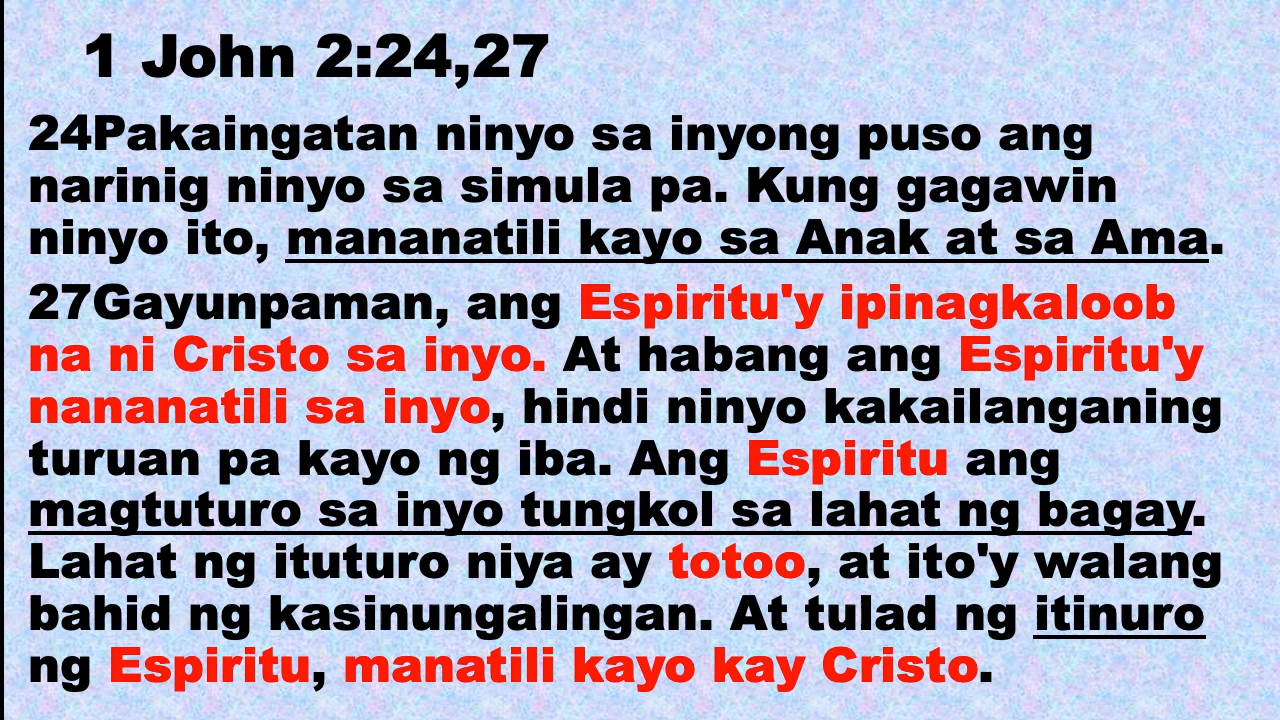 1 John 2:24,27
24Pakaingatan ninyo sa inyong puso ang
narinig ninyo sa simula pa. Kung gagawin
ninyo ito, mananatili kayo sa Anak at sa Ama.
27Gayunpaman, ang Espiritu'y ipinagkaloob
na ni Cristo sa inyo. At habang ang Espiritu'y
nananatili sa inyo, hindi ninyo kakailanganing
turuan pa kayo ng iba. Ang Espiritu ang
magtuturo sa inyo tungkol sa lahat ng bagay.
Lahat ng ituturo niya ay totoo, at ito'y walang
bahid ng kasinungalingan. At tulad ng itinuro
ng Espiritu, manatili kayo kay Cristo.